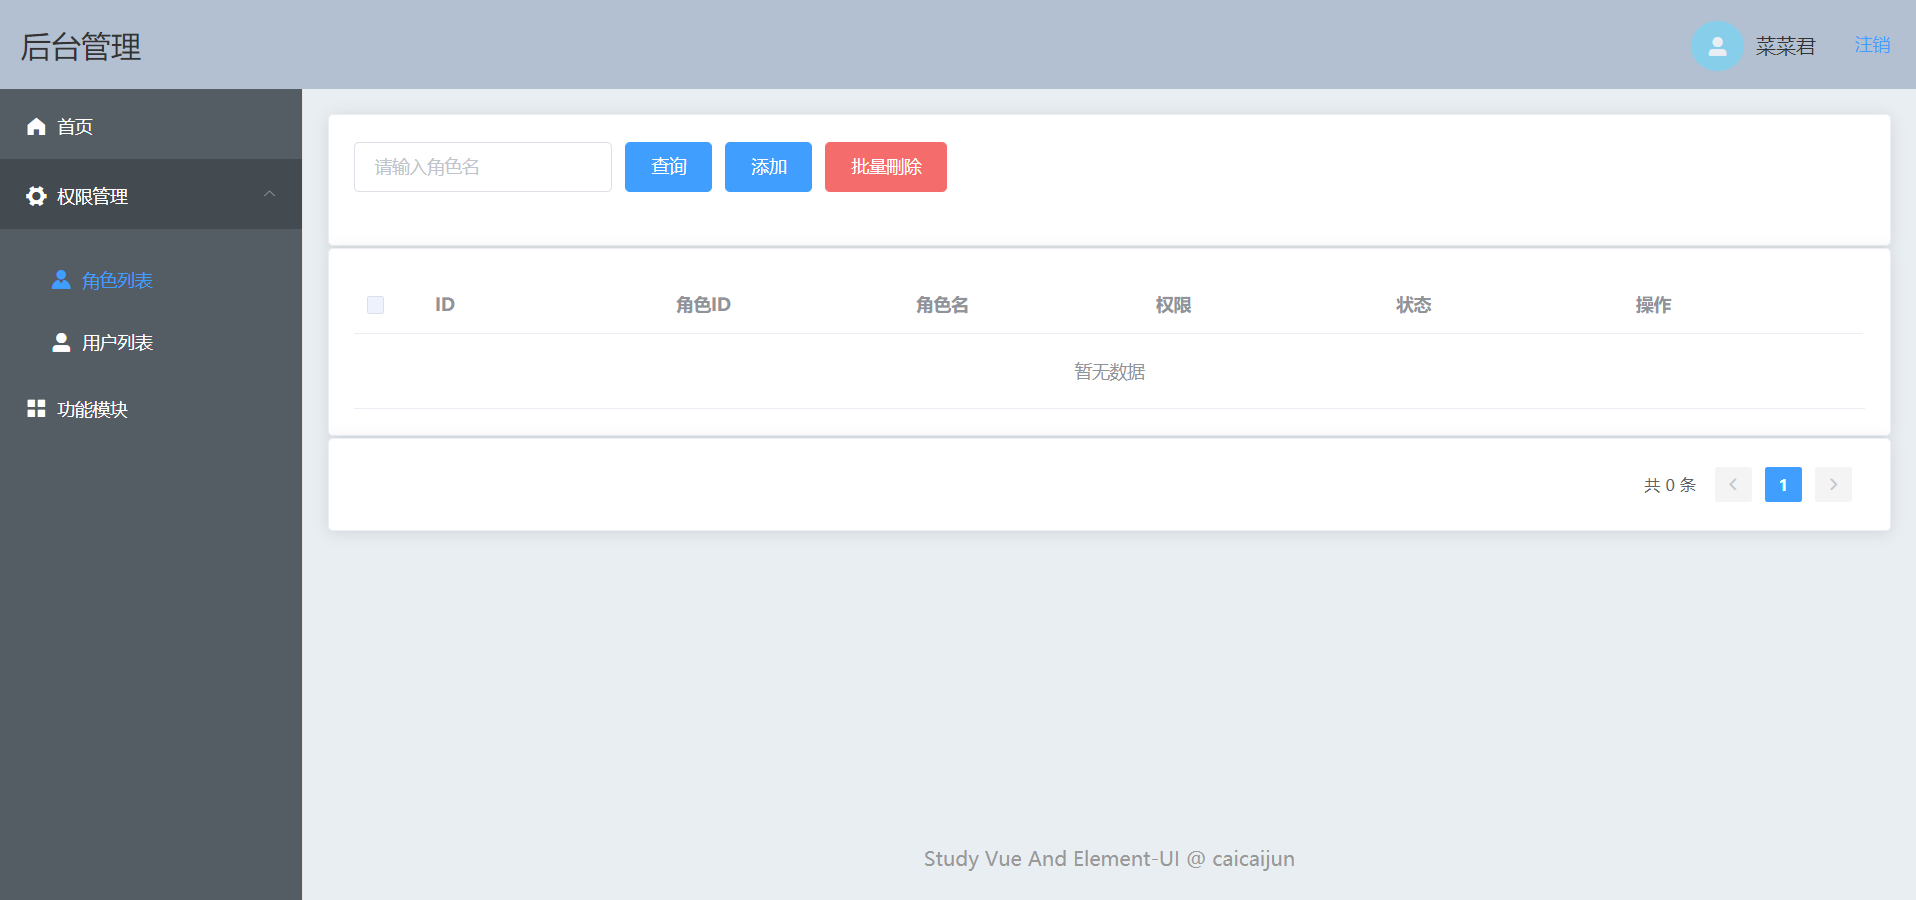 后台管理
菜菜君 注销
首页
权限管理
角色列表
用户列表
功能模块
请输入角色名 查询 添加 批量删除
ID 角色ID 角色名 权限 状态 操作
暂无数据
共 0 条 1
Study Vue And Element-UI @ caicaijun